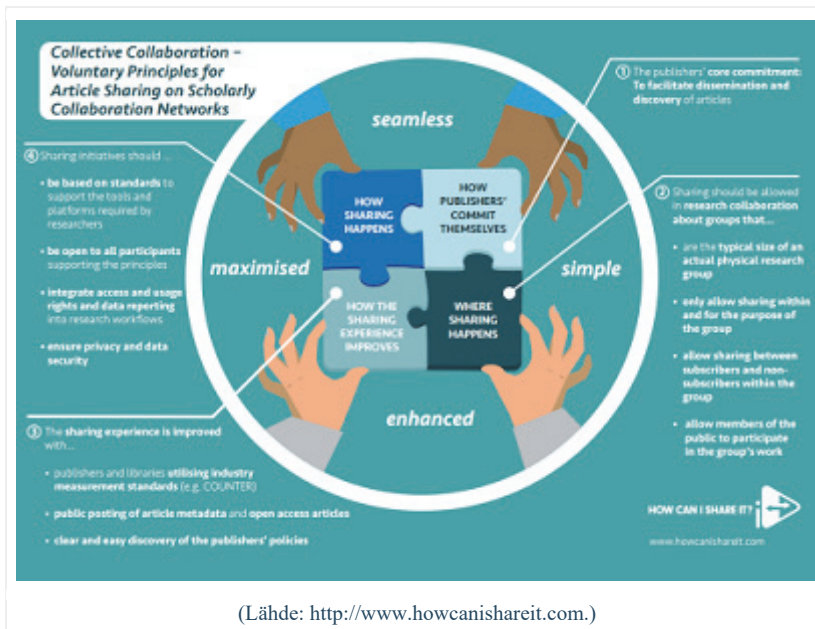 Collective Collaboration –
Voluntary Principles for
Article Sharing on Scholarly
Collaboration Networks
① The publishers' core commitment:
To facilitate dissemination and
discovery of articles
seamless
④ Sharing initiatives should ...
• be based on standards to
support the tools and
platforms required by
researchers
• be open to all participants
supporting the principles
• integrate access and usage
rights and data reporting
into research workflows
• ensure privacy and data
security
HOW
SHARING
HAPPENS
HOW
PUBLISHERS'
COMMIT
THEMSELVES
② Sharing should be allowed
in research collaboration
about groups that...
• are the typical size of an
actual physical research
group
• only allow sharing within
and for the purpose of
the group
• allow sharing between
subscribers and non-
subscribers within the
group
• allow members of the
public to participate
in the group's work
maximised
simple
HOW THE
SHARING
EXPERIENCE
IMPROVES
WHERE
SHARING
HAPPENS
enhanced
③ The sharing experience is improved
with...
• publishers and libraries utilising industry
measurement standards (e.g. COUNTER)
• public posting of article metadata and open access articles
• clear and easy discovery of the publishers' policies
HOW CAN I SHARE IT?
www.howcanishareit.com
(Lähde: http://www.howcanishareit.com.)